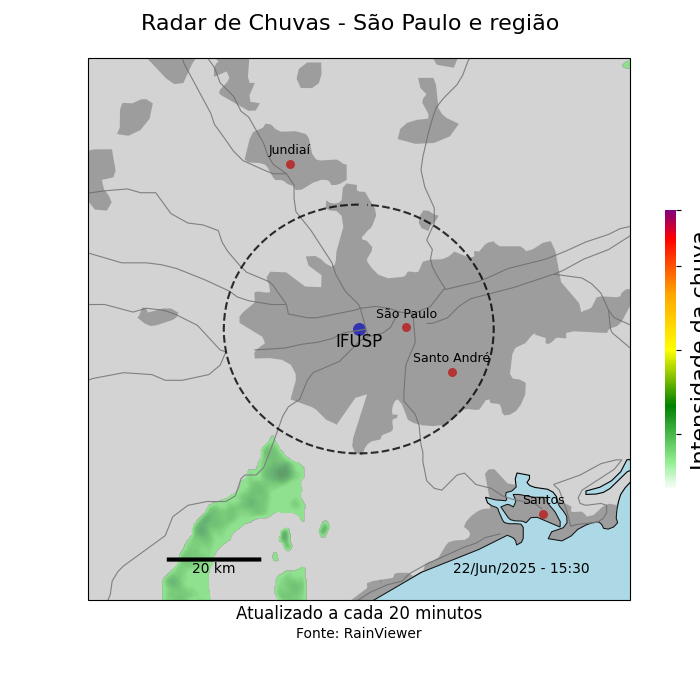 Radar de Chuvas - São Paulo e região
Jundiaí
São Paulo
IFUSP
Santo André
Santos
20 km
22/Jun/2025 - 15:30
Intensidade da chuva
Atualizado a cada 20 minutos
Fonte: RainViewer